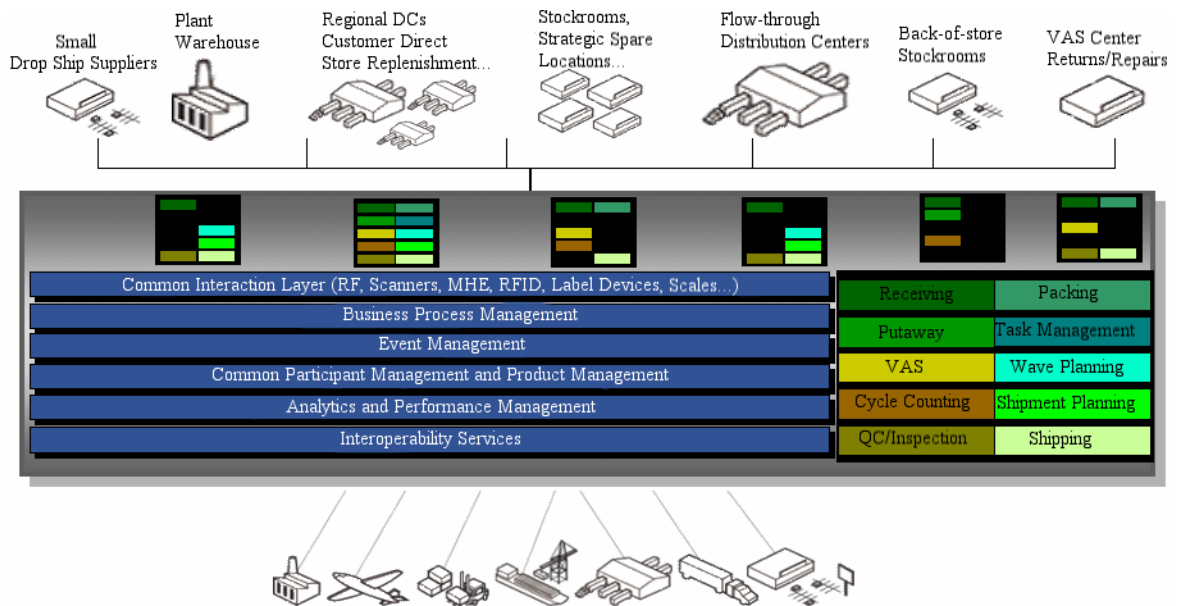 Small
Drop Ship Suppliers
Plant
Warehouse
Regional DCs
Customer Direct
Store Replenishment...
Stockrooms,
Strategic Spare
Locations...
Flow-through
Distribution Centers
Back-of-store
Stockrooms
VAS Center
Returns/Repairs
Common Interaction Layer (RF, Scanners, MHE, RFID, Label Devices, Scales...)
Business Process Management
Event Management
Common Participant Management and Product Management
Analytics and Performance Management
Interoperability Services
Receiving
Packing
Putaway
Task Management
VAS
Wave Planning
Cycle Counting
Shipment Planning
QC/Inspection
Shipping